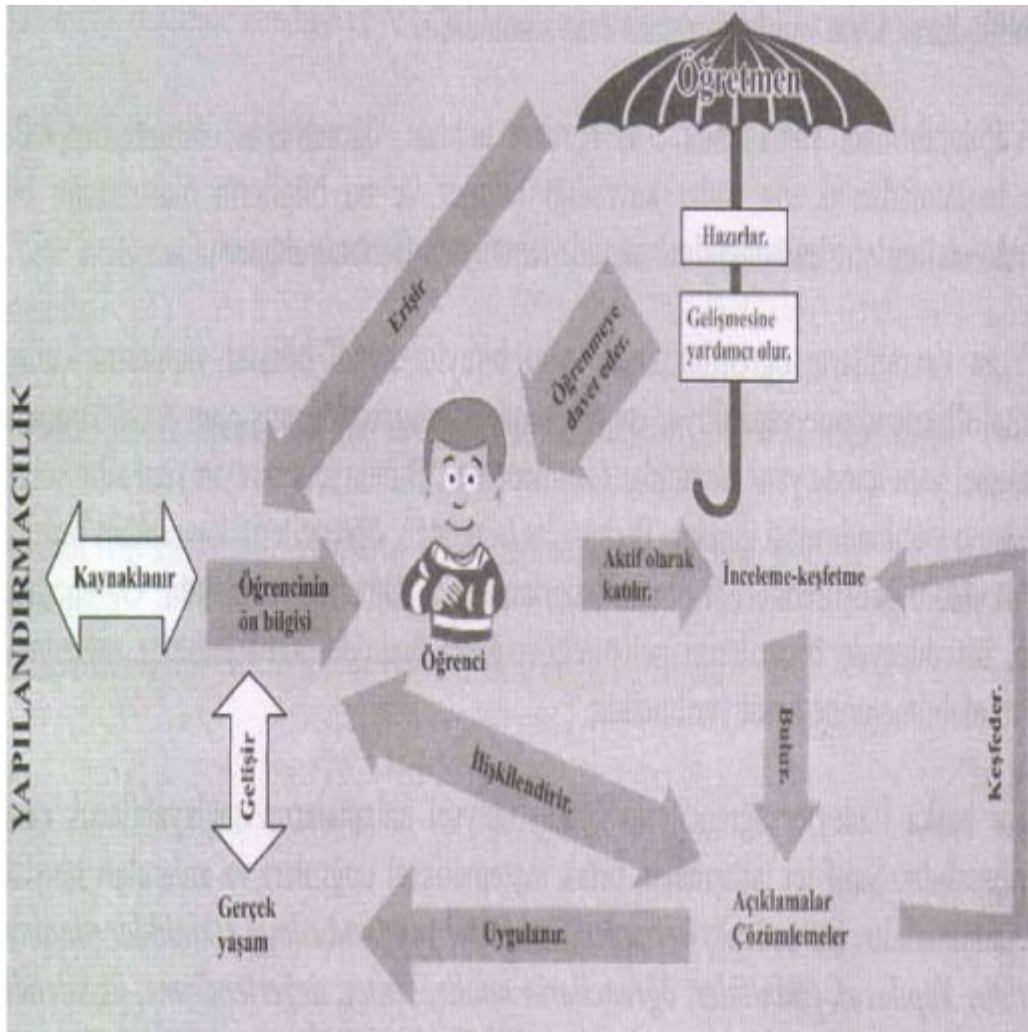 Öğretmen
Hazırlar.
Gelişmesine
yardımcı olur.
Erişir
Öğrenmeye
davet eder.
YAPILANDIRMACILIK
Kaynaklanır
Öğrencinin
ön bilgisi
Öğrenci
Aktif olarak
katılır.
İnceleme-keşfetme
Gelişir
İlişkilendirir.
Bulur.
Keşfeder.
Gerçek
yaşam
Uygulanır.
Açıklamalar
Çözümlemeler